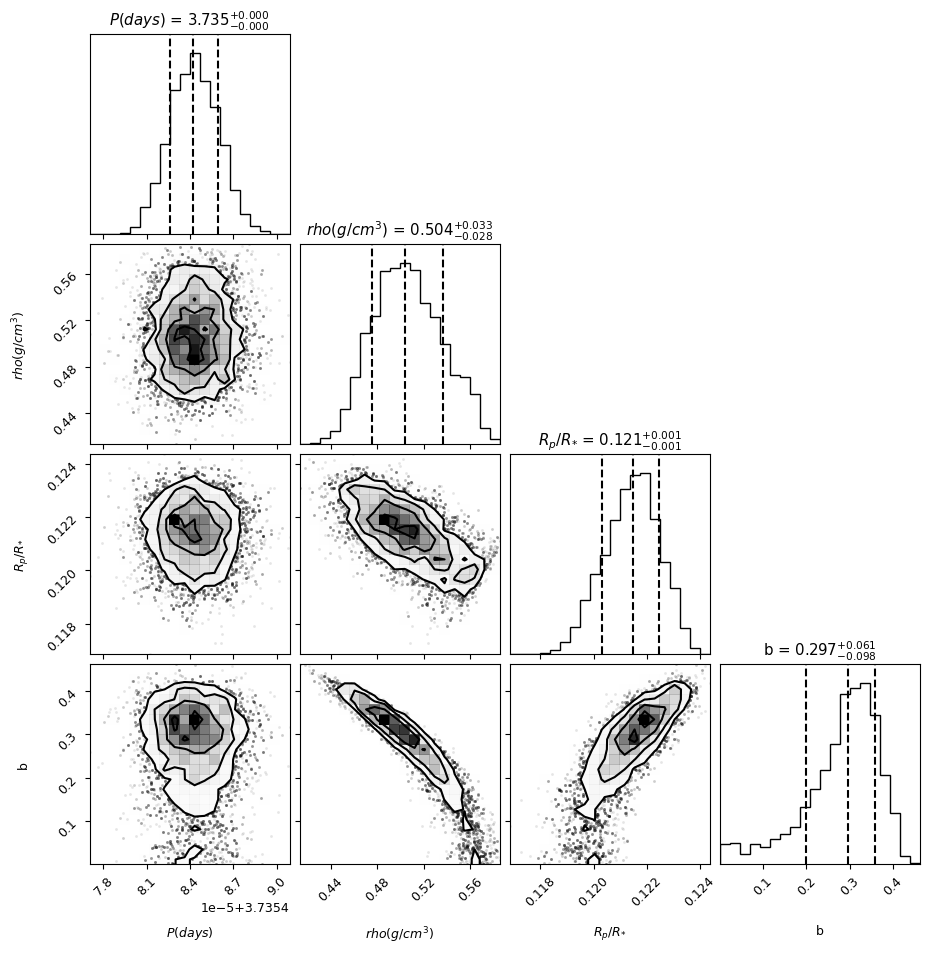 P(days) = 3.735+0.000 −0.000
rho(g/cm³) = 0.504+0.033 −0.028
0.56
0.52
0.48
0.44
rho(g/cm³)
Rp/R* = 0.121+0.001 −0.001
0.124
0.122
0.120
0.118
Rp/R*
b = 0.297+0.061 −0.098
0.4
0.3
0.2
0.1
b
7.8 8.1 8.4 8.7 9.0
1e−5+3.7354
P(days)
0.44 0.48 0.52 0.56
rho(g/cm³)
0.118 0.120 0.122 0.124
Rp/R*
0.1 0.2 0.3 0.4
b